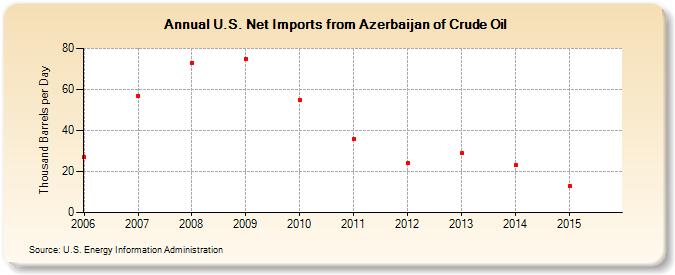 Annual U.S. Net Imports from Azerbaijan of Crude Oil
Thousand Barrels per Day
80
60
40
20
0
2006 2007 2008 2009 2010 2011 2012 2013 2014 2015
Source: U.S. Energy Information Administration